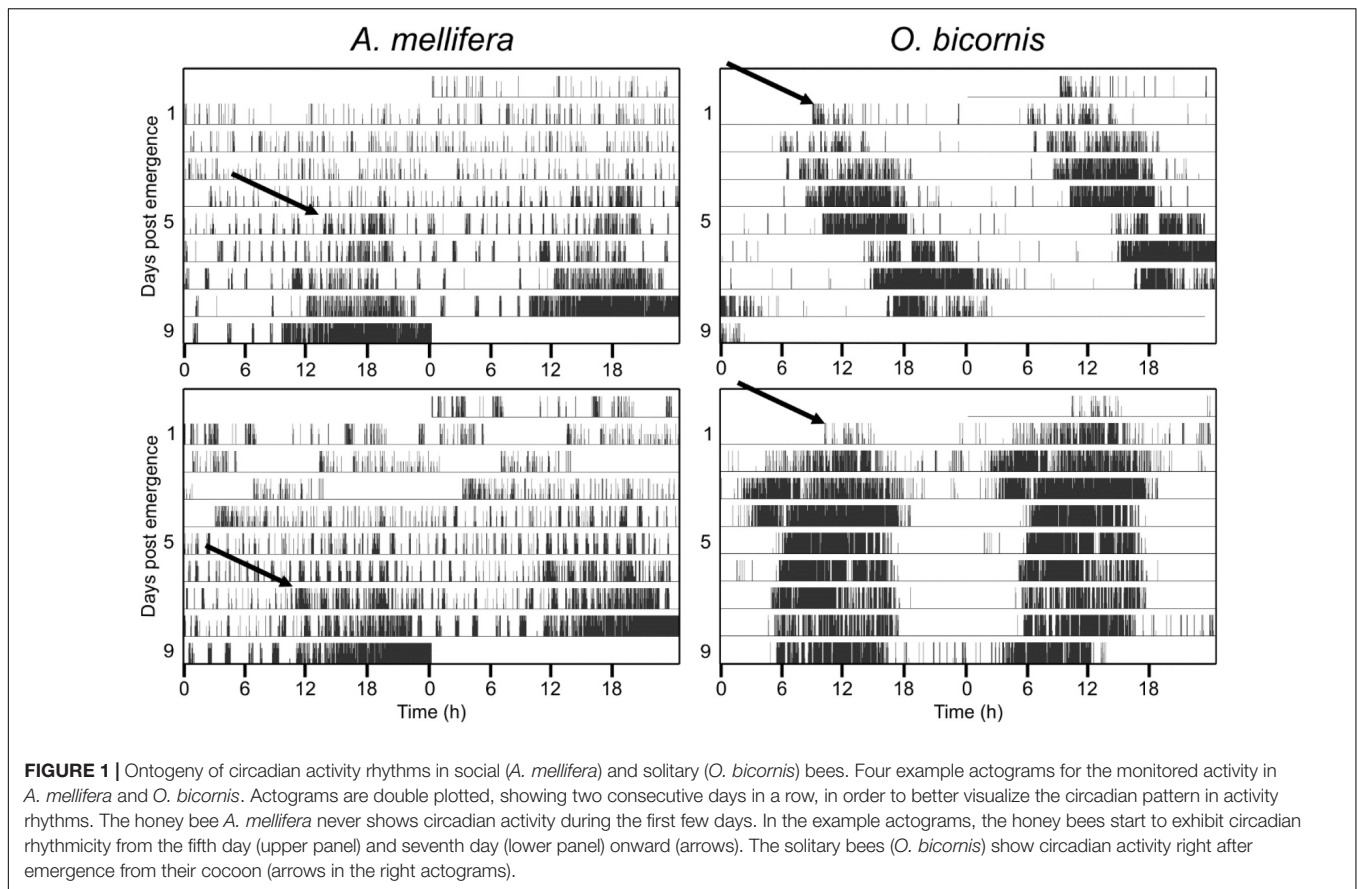 A. mellifera
O. bicornis
Days post emergence
1
5
9
0 6 12 18 0 6 12 18
1
5
9
0 6 12 18 0 6 12 18
Days post emergence
1
5
9
0 6 12 18 0 6 12 18
Time (h)
1
5
9
0 6 12 18 0 6 12 18
Time (h)
FIGURE 1 | Ontogeny of circadian activity rhythms in social (A. mellifera) and solitary (O. bicornis) bees. Four example actograms for the monitored activity in
A. mellifera and O. bicornis. Actograms are double plotted, showing two consecutive days in a row, in order to better visualize the circadian pattern in activity
rhythms. The honey bee A. mellifera never shows circadian activity during the first few days. In the example actograms, the honey bees start to exhibit circadian
rhythmicity from the fifth day (upper panel) and seventh day (lower panel) onward (arrows). The solitary bees (O. bicornis) show circadian activity right after
emergence from their cocoon (arrows in the right actograms).